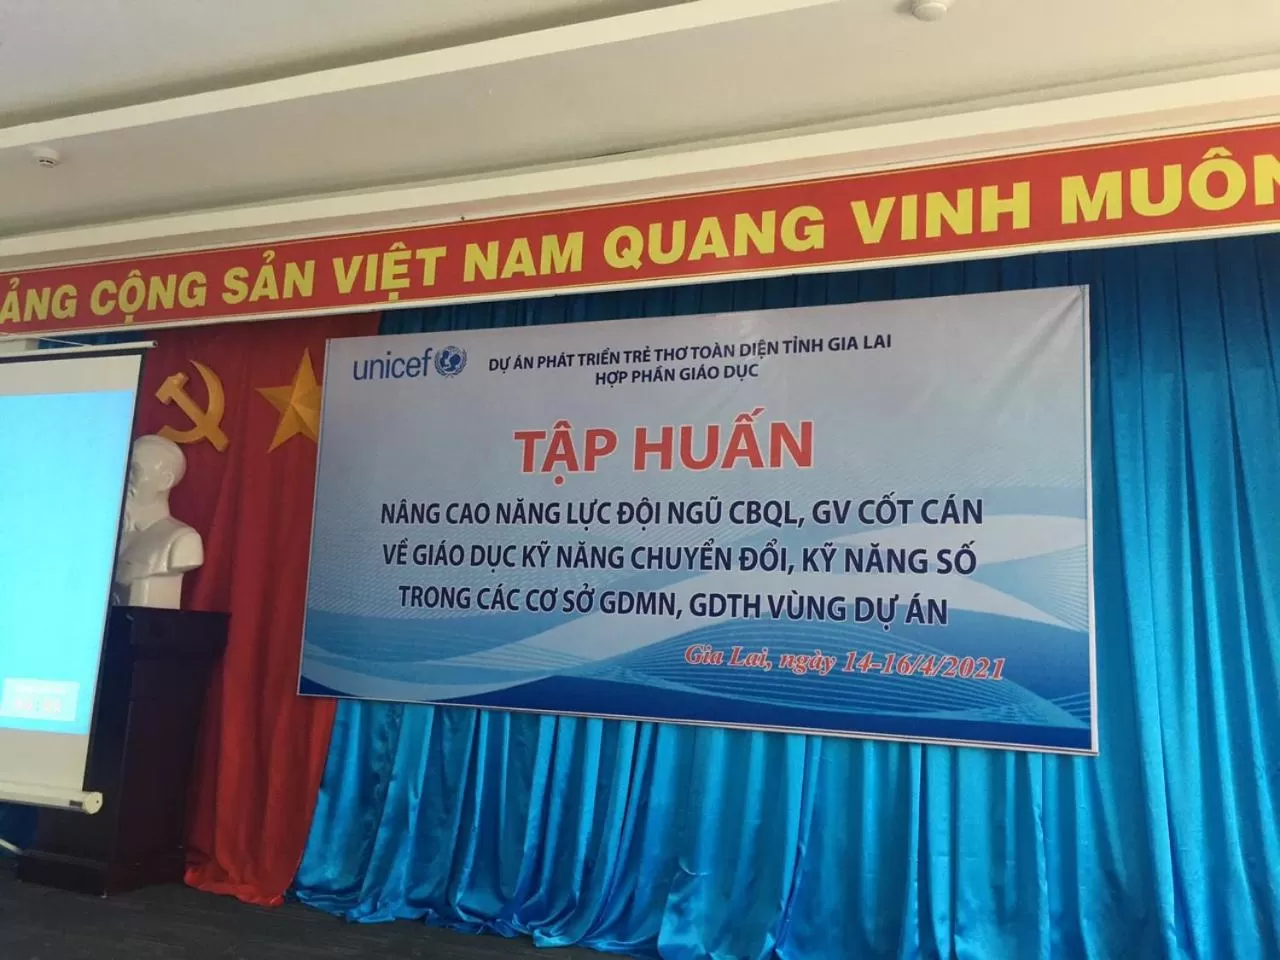 ẢNG CỘNG SẢN VIỆT NAM QUANG VINH MUÔN
unicef
DỰ ÁN PHÁT TRIỂN TRẺ THƠ TOÀN DIỆN TỈNH GIA LAI
HỢP PHẦN GIÁO DỤC
TẬP HUẤN
NÂNG CAO NĂNG LỰC ĐỘI NGŨ CBQL, GV CỐT CÁN
VỀ GIÁO DỤC KỸ NĂNG CHUYỂN ĐỔI, KỸ NĂNG SỐ
TRONG CÁC CƠ SỞ GDMN, GDTH VÙNG DỰ ÁN
Gia Lai, ngày 14-16/4/2021